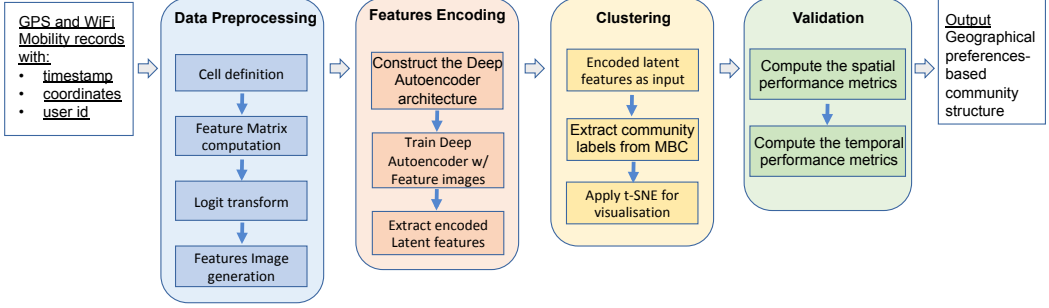 GPS and WiFi
Mobility records
with:
• timestamp
• coordinates
• user id
Data Preprocessing
Cell definition
Feature Matrix
computation
Logit transform
Features Image
generation
Features Encoding
Construct the Deep
Autoencoder
architecture
Train Deep
Autoencoder w/
Feature images
Extract encoded
Latent features
Clustering
Encoded latent
features as input
Extract community
labels from MBC
Apply t-SNE for
visualisation
Validation
Compute the spatial
performance metrics
Compute the temporal
performance metrics
Output
Geographical
preferences-
based
community
structure